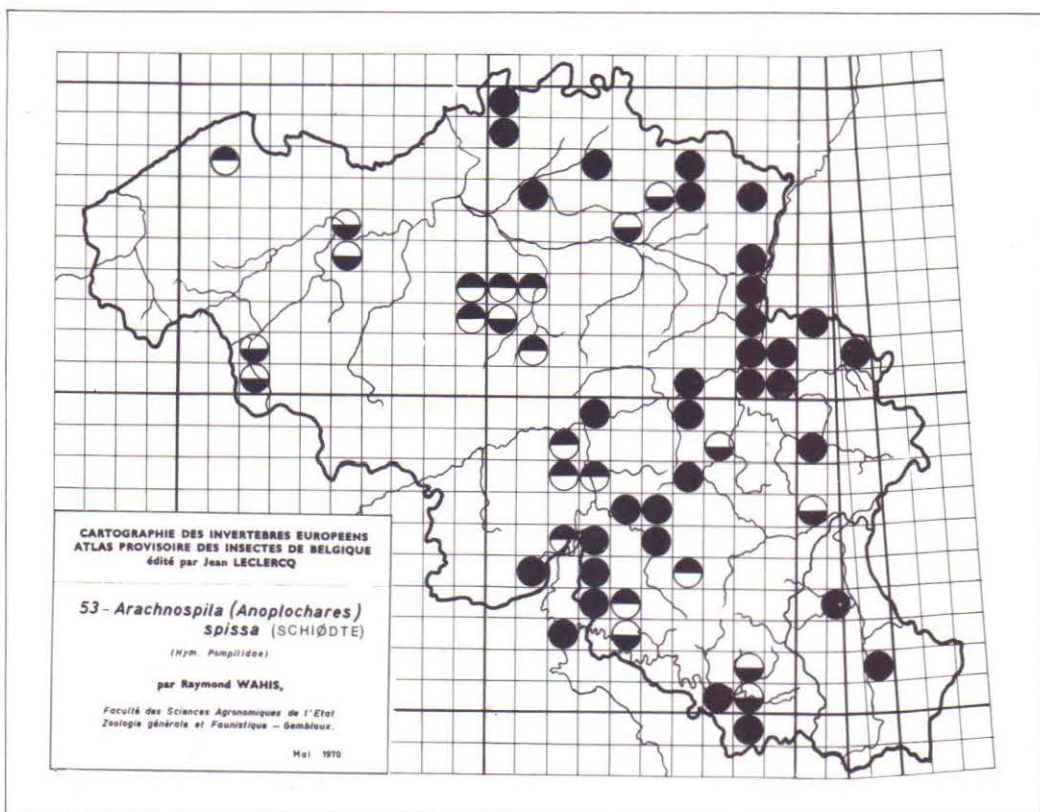 CARTOGRAPHIE DES INVERTEBRES EUROPEENS
ATLAS PROVISOIRE DES INSECTES DE BELGIQUE
édité par Jean LECLERCQ
53 - Arachnospila (Anoplochares)
spissa (SCHIØDTE)
(Hym. Pompilidae)
par Raymond WAHIS,
Faculté des Sciences Agronomiques de l'Etat
Zoologie générale et Faunistique - Gembloux.
Mai 1970